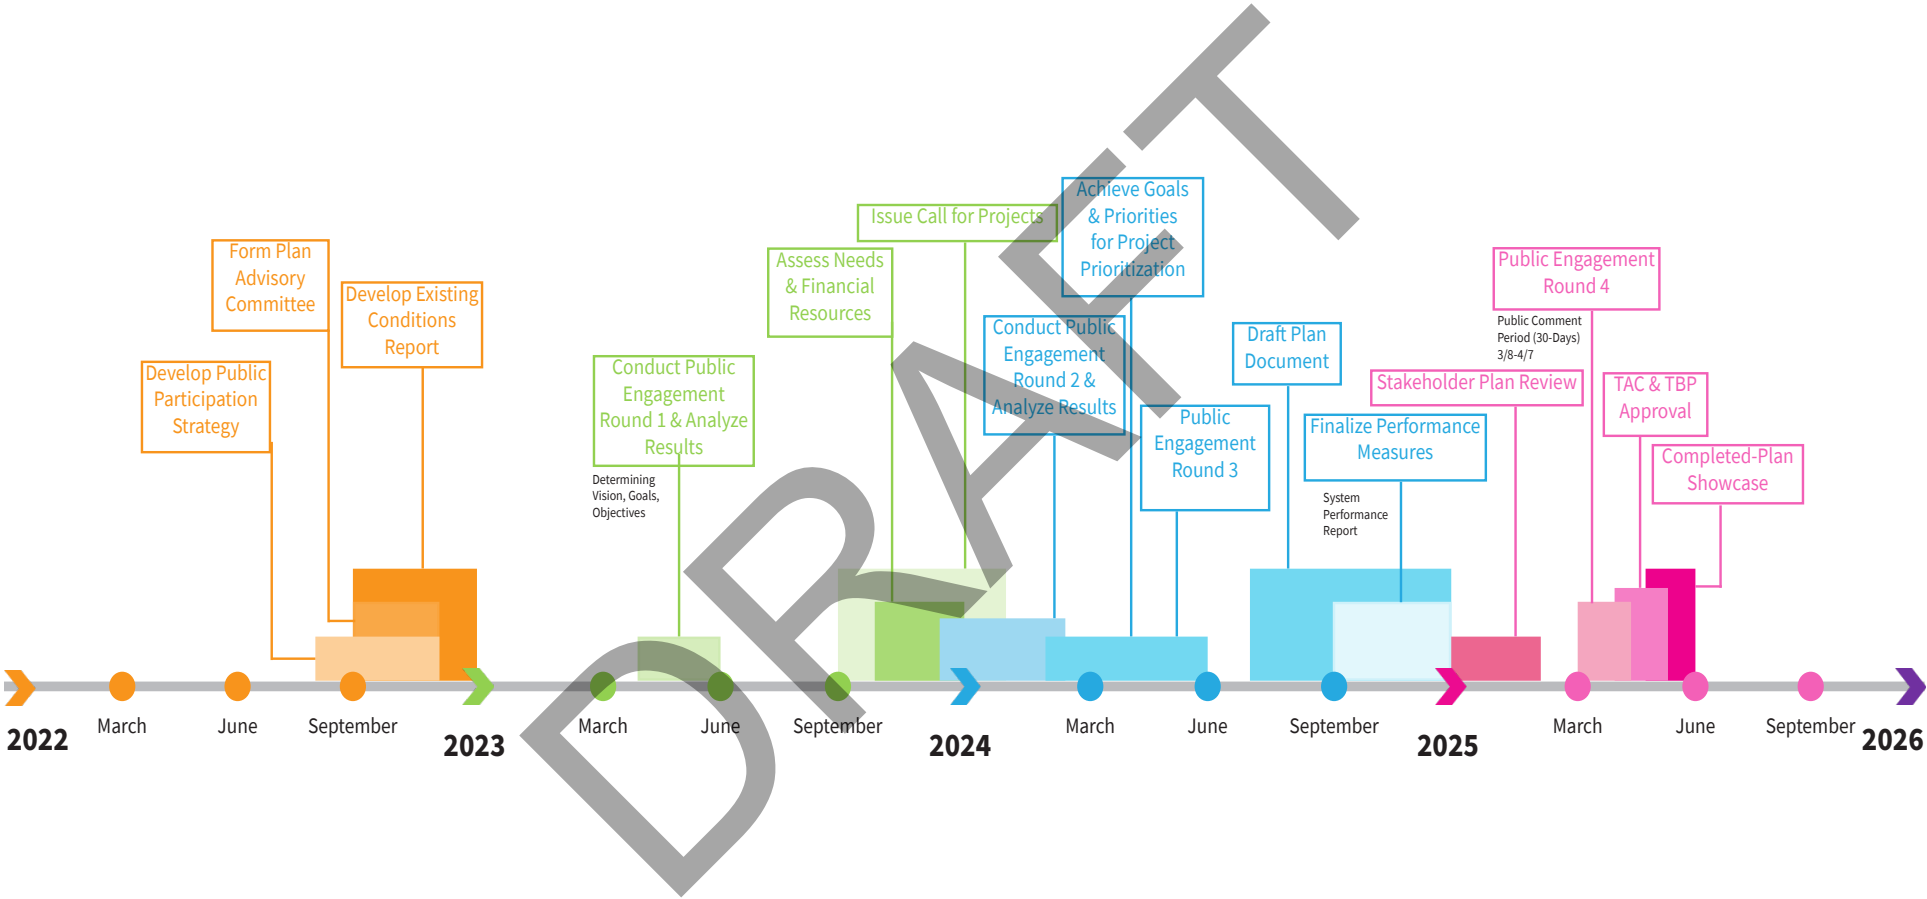 Form Plan
Advisory
Committee
Develop Existing
Conditions
Report
Develop Public
Participation
Strategy
Conduct Public
Engagement
Round 1 & Analyze
Results
Determining
Vision, Goals,
Objectives
Assess Needs
& Financial
Resources
Issue Call for Projects
Achieve Goals
& Priorities
for Project
Prioritization
Conduct Public
Engagement
Round 2 &
Analyze Results
Public
Engagement
Round 3
Draft Plan
Document
Finalize Performance
Measures
System
Performance
Report
Stakeholder Plan Review
Public Engagement
Round 4
Public Comment
Period (30-Days)
3/8-4/7
TAC & TBP
Approval
Completed-Plan
Showcase
DRAFT
2022
March
June
September
2023
March
June
September
2024
March
June
September
2025
March
June
September
2026